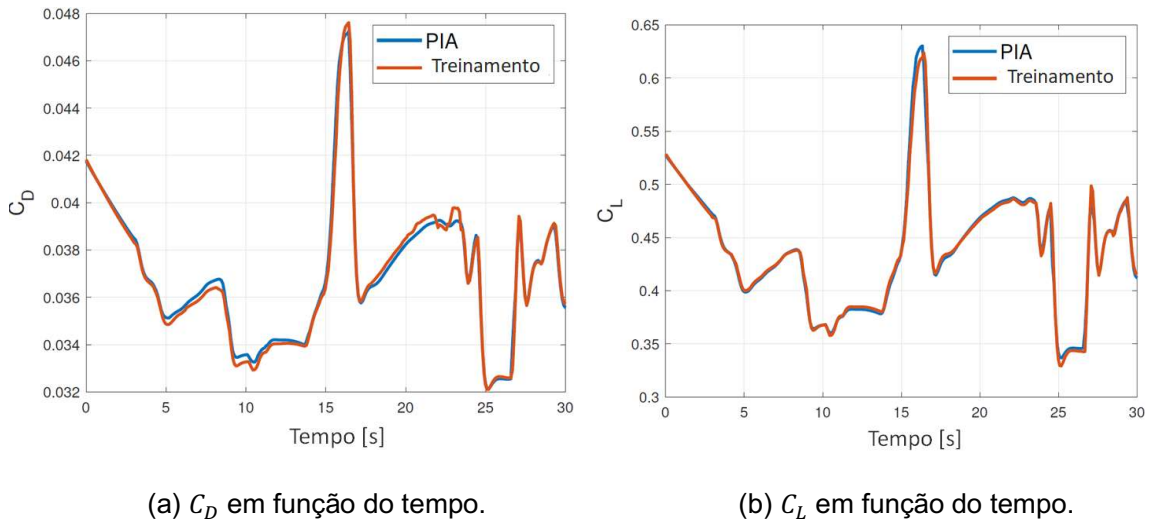 0.048
0.046
0.044
0.042
0.04
0.038
0.036
0.034
0.032
C_D
PIA
Treinamento
0 5 10 15 20 25 30
Tempo [s]
0.65
0.6
0.55
0.5
0.45
0.4
0.35
0.3
C_L
PIA
Treinamento
0 5 10 15 20 25 30
Tempo [s]
(a) C_D em função do tempo.
(b) C_L em função do tempo.